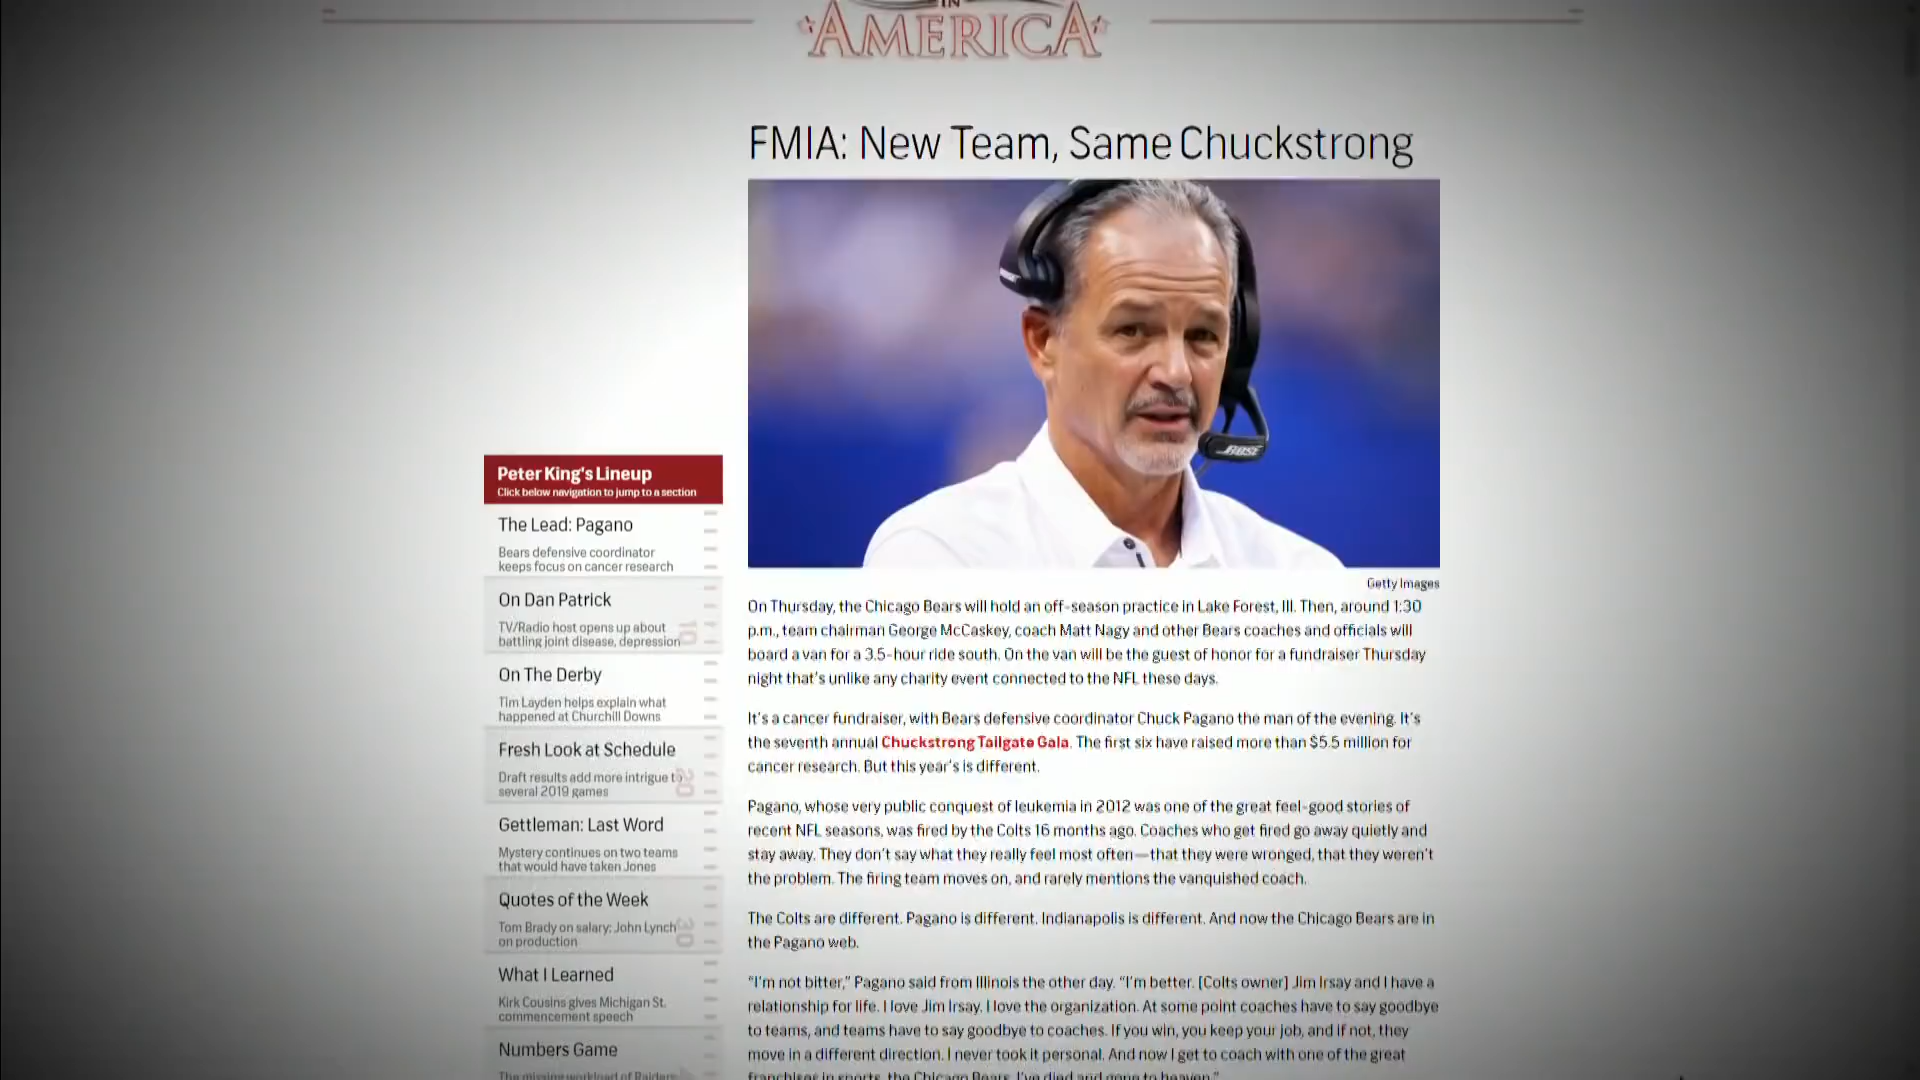 IN
AMERICA
FMIA: New Team, Same Chuckstrong
BOSE
Getty Images
Peter King's Lineup
Click below navigation to jump to a section
The Lead: Pagano
Bears defensive coordinator
keeps focus on cancer research
On Dan Patrick
TV/Radio host opens up about
battling joint disease, depression
10
On The Derby
Tim Layden helps explain what
happened at Churchill Downs
Fresh Look at Schedule
Draft results add more intrigue to
several 2019 games
20
Gettleman: Last Word
Mystery continues on two teams
that would have taken Jones
Quotes of the Week
Tom Brady on salary; John Lynch
on production
30
What I Learned
Kirk Cousins gives Michigan St.
commencement speech
Numbers Game
The missing workload of Raiders
On Thursday, the Chicago Bears will hold an off-season practice in Lake Forest, Ill. Then, around 1:30
p.m., team chairman George McCaskey, coach Matt Nagy and other Bears coaches and officials will
board a van for a 3.5-hour ride south. On the van will be the guest of honor for a fundraiser Thursday
night that's unlike any charity event connected to the NFL these days.
It's a cancer fundraiser, with Bears defensive coordinator Chuck Pagano the man of the evening. It's
the seventh annual Chuckstrong Tailgate Gala. The first six have raised more than $5.5 million for
cancer research. But this year's is different.
Pagano, whose very public conquest of leukemia in 2012 was one of the great feel-good stories of
recent NFL seasons, was fired by the Colts 16 months ago. Coaches who get fired go away quietly and
stay away. They don't say what they really feel most often—that they were wronged, that they weren't
the problem. The firing team moves on, and rarely mentions the vanquished coach.
The Colts are different. Pagano is different. Indianapolis is different. And now the Chicago Bears are in
the Pagano web.
“I'm not bitter,” Pagano said from Illinois the other day. “I'm better. [Colts owner] Jim Irsay and I have a
relationship for life. I love Jim Irsay. I love the organization. At some point coaches have to say goodbye
to teams, and teams have to say goodbye to coaches. If you win, you keep your job, and if not, they
move in a different direction. I never took it personal. And now I get to coach with one of the great
franchises in sports, the Chicago Bears. I've died and gone to heaven.”